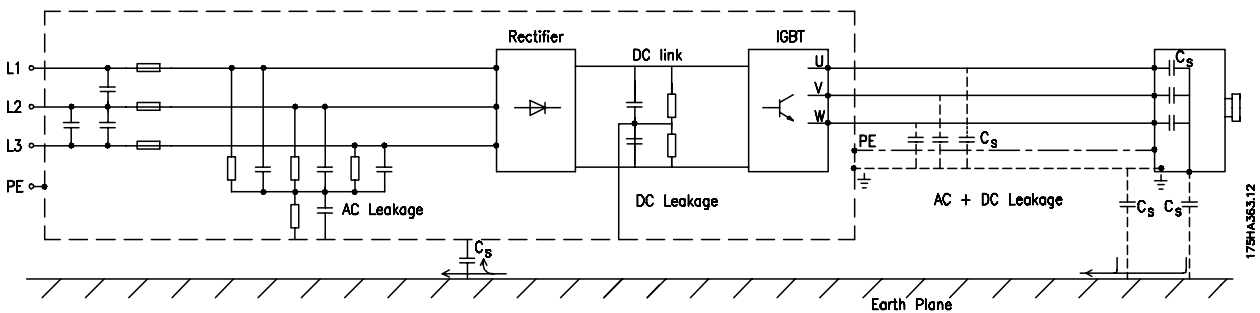 Rectifier
IGBT
DC link
L1
L2
L3
PE
U
V
W
Cs
PE
Cs
AC Leakage
DC Leakage
AC + DC Leakage
Cs
Cs
Cs
Earth Plane
175HA363.12